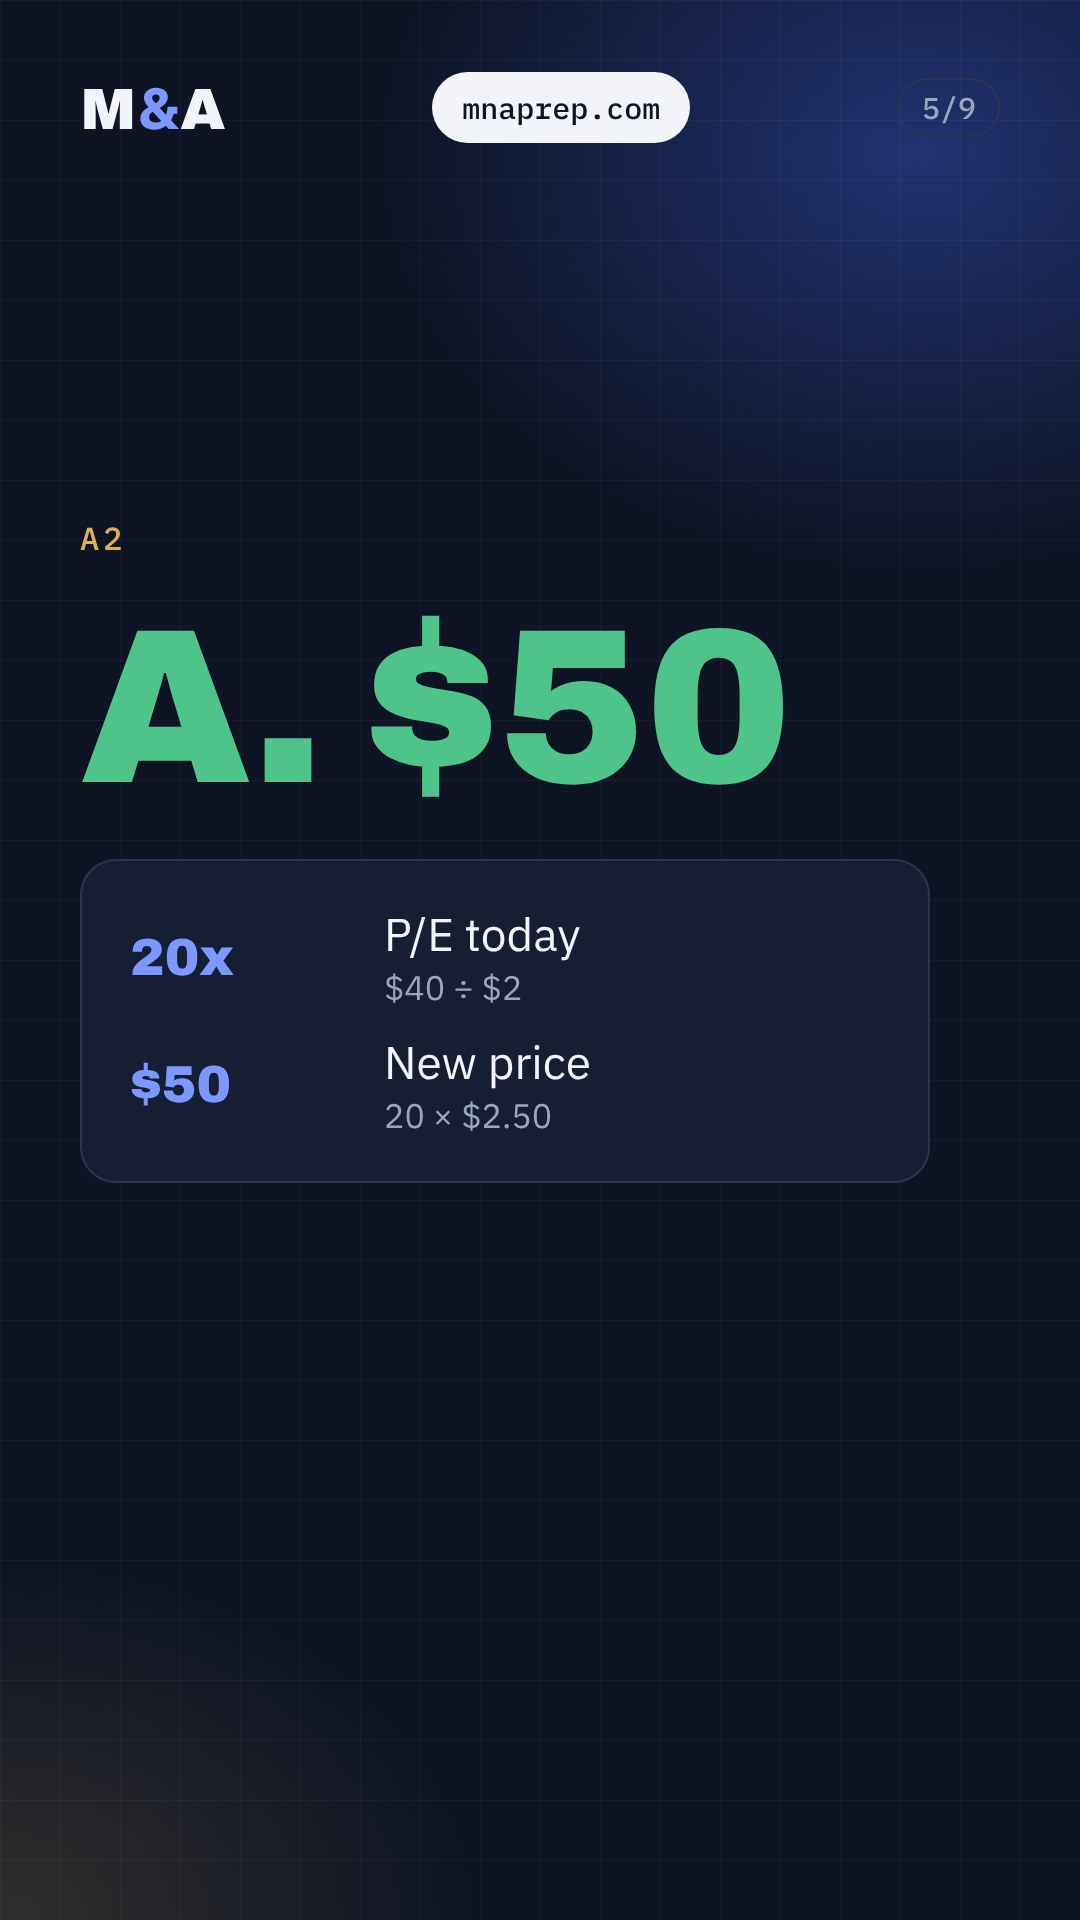 M&A
mnaprep.com
5/9
A2
A. $50
20x
P/E today
$40 ÷ $2
$50
New price
20 × $2.50